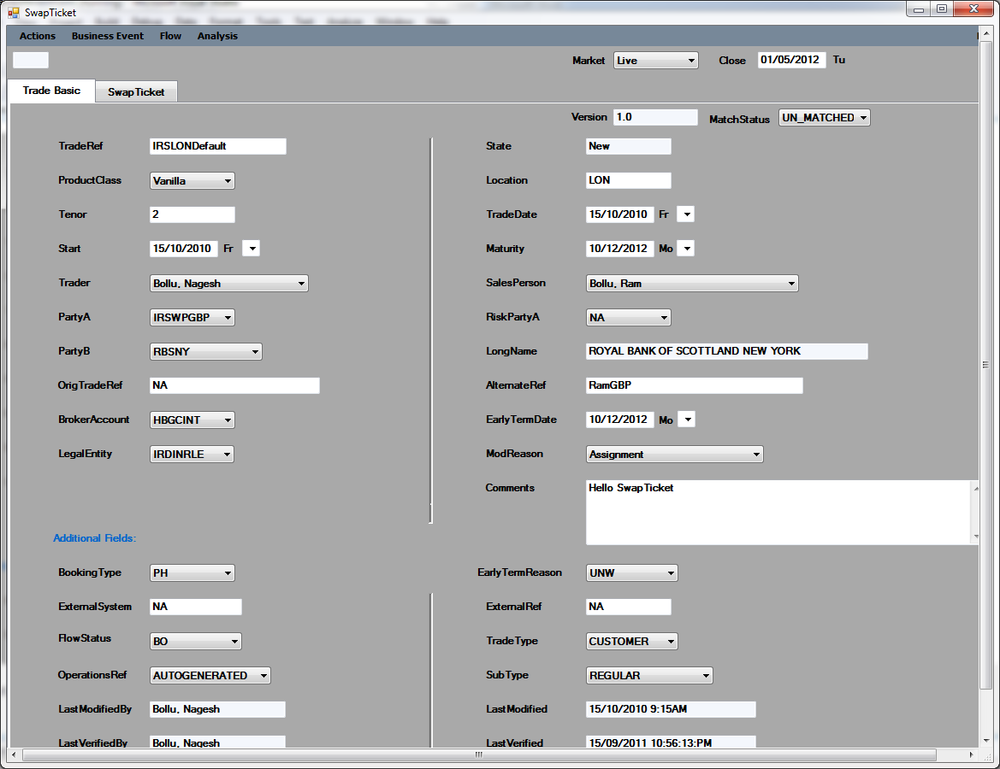 SwapTicket
Actions Business Event Flow Analysis
Market Live Close 01/05/2012 Tu
Trade Basic SwapTicket
Version 1.0 MatchStatus UN_MATCHED
TradeRef IRSLONDefault State New
ProductClass Vanilla Location LON
Tenor 2 TradeDate 15/10/2010 Fr
Start 15/10/2010 Fr Maturity 10/12/2012 Mo
Trader Bollu, Nagesh SalesPerson Bollu, Ram
PartyA IRSWPGBP RiskPartyA NA
PartyB RBSNY LongName ROYAL BANK OF SCOTTLAND NEW YORK
OrigTradeRef NA AlternateRef RamGBP
BrokerAccount HBGCINT EarlyTermDate 10/12/2012 Mo
LegalEntity IRDINRLE ModReason Assignment
Comments Hello SwapTicket
Additional Fields:
BookingType PH EarlyTermReason UNW
ExternalSystem NA ExternalRef NA
FlowStatus BO TradeType CUSTOMER
OperationsRef AUTOGENERATED SubType REGULAR
LastModifiedBy Bollu, Nagesh LastModified 15/10/2010 9:15AM
LastVerifiedBy Bollu, Nagesh LastVerified 15/09/2011 10:56:13:PM